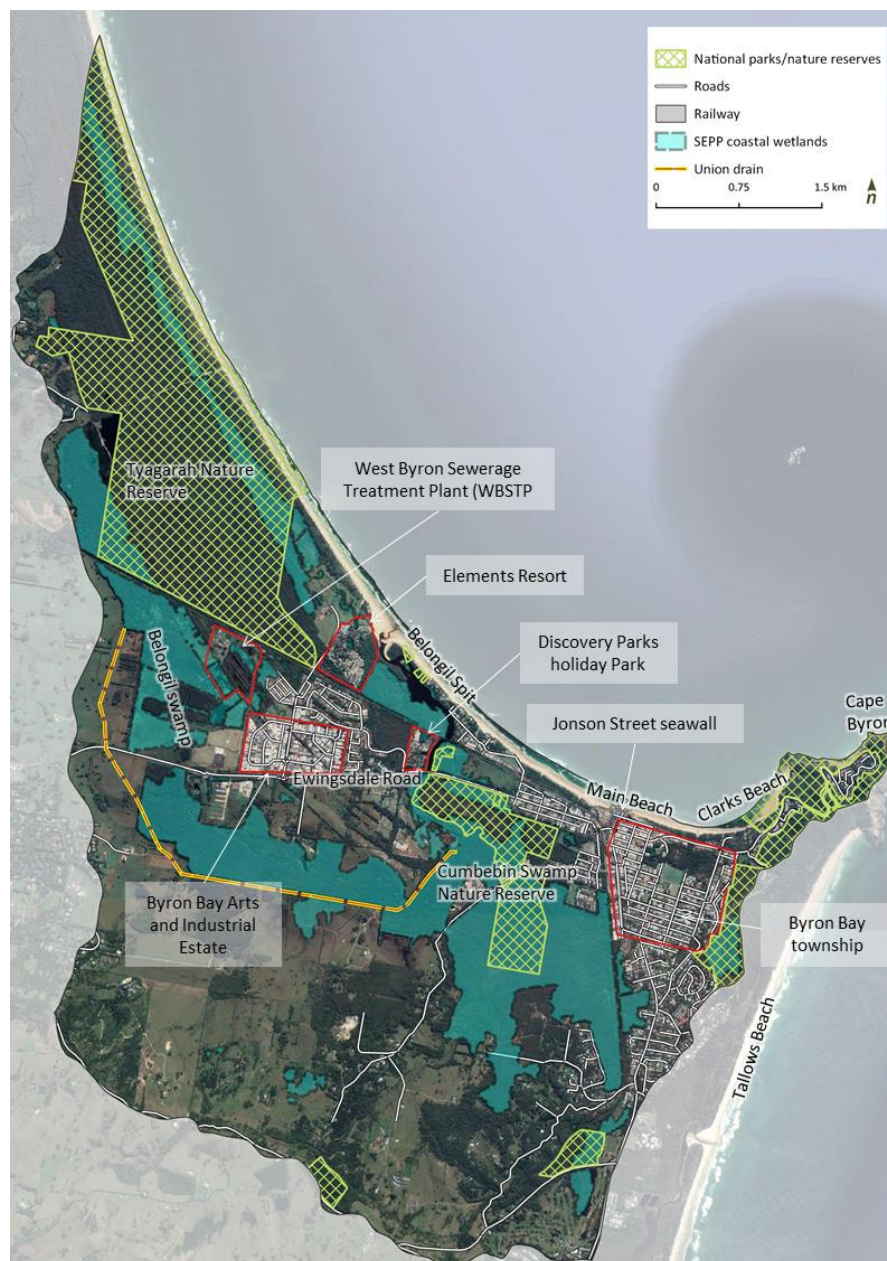 National parks/nature reserves
Roads
Railway
SEPP coastal wetlands
Union drain
0 0.75 1.5 km
n
Tyagarah Nature
Reserve
West Byron Sewerage
Treatment Plant (WBSTP
Elements Resort
Belongil Spit
Discovery Parks
holiday Park
Belongil swamp
Jonson Street seawall
Cape
Byron
Clarks Beach
Main Beach
Ewingsdale Road
Cumbebin Swamp
Nature Reserve
Byron Bay Arts
and Industrial
Estate
Byron Bay
township
Tallows Beach